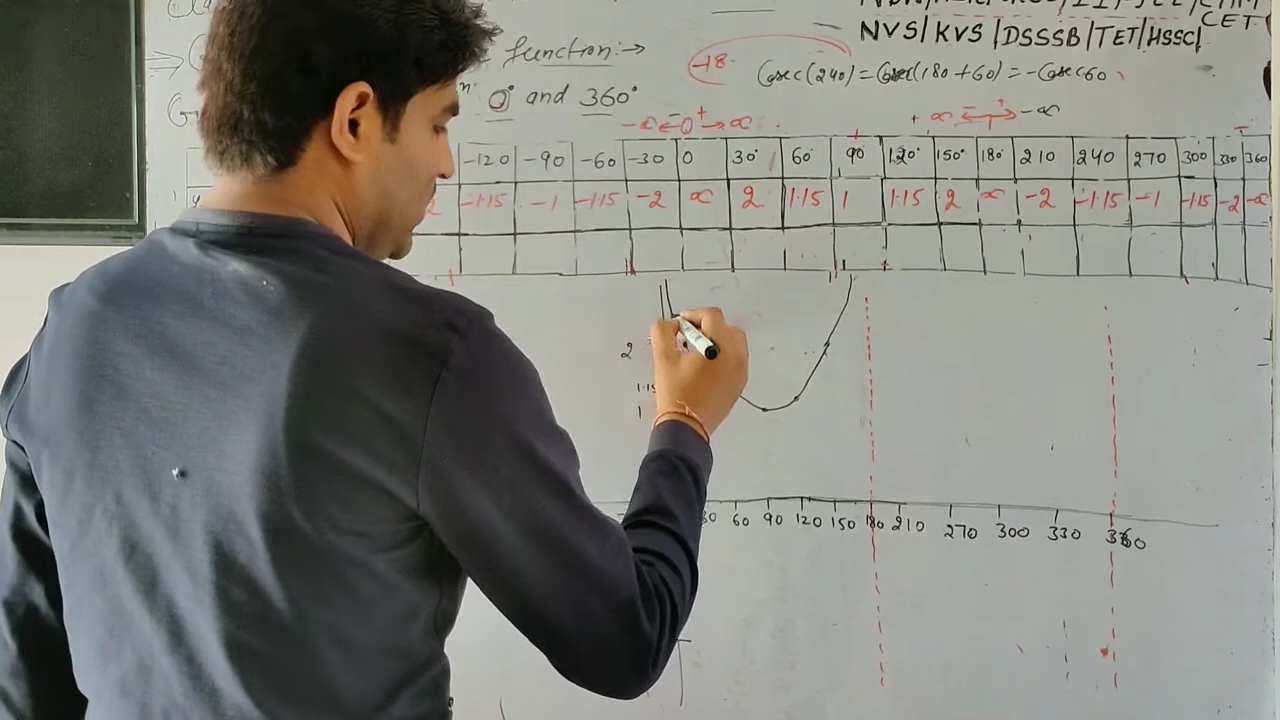 NVS/KVS/DSSSB/TET/HSSC/
CET
function:→
-18
Cosec(240)=Cosec(180+60)=-Cosec60
0° and 360°
-∝ ← 0 → ∝
+ ∝ ← → -∝
-120 -90 -60 -30 0 30° 60 90 120° 150° 180 210 240 270 300 330 360
2 -1.15 -1 -1.15 -2 ∝ 2 1.15 1 1.15 2 ∝ -2 -1.15 -1 -1.15 -2 -∝
2
1.15
1
60 90 120 150 180 210 270 300 330 360